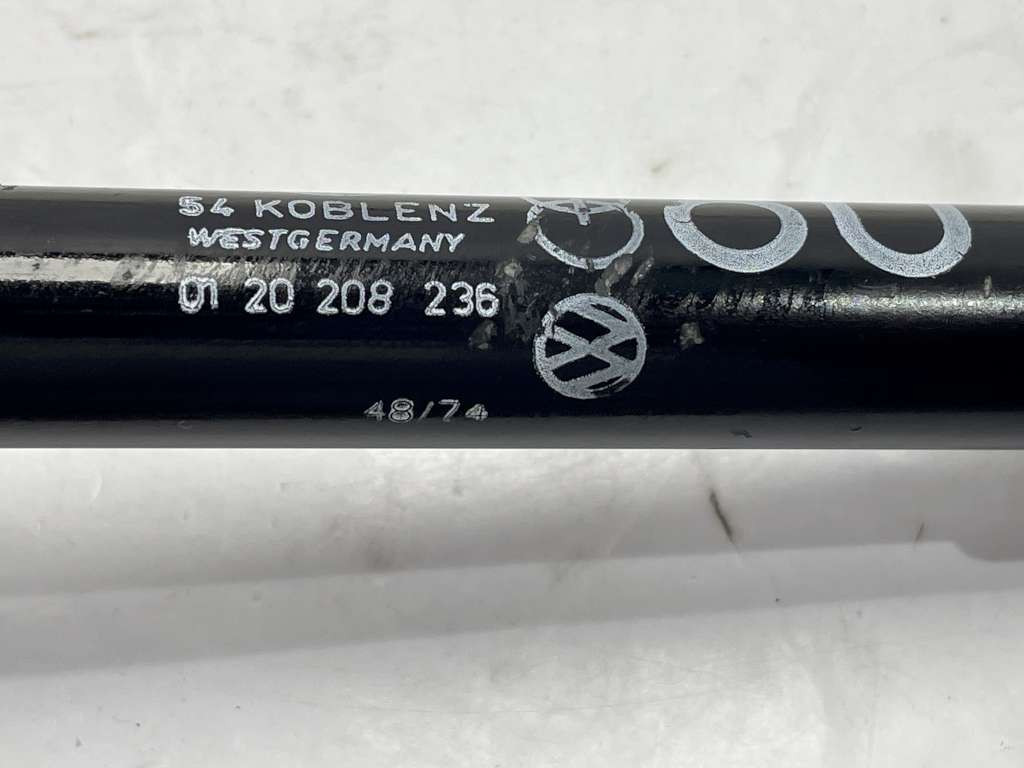 54 KOBLENZ
WESTGERMANY
01 20 208 236
48/74